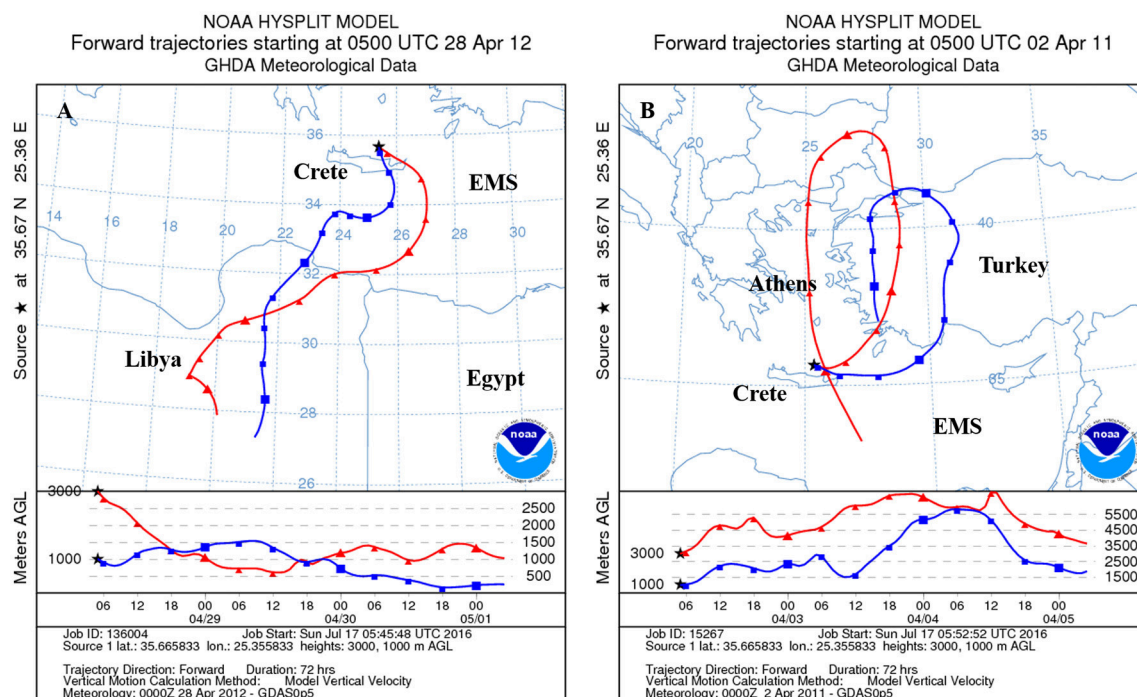 NOAA HYSPLIT MODEL
Forward trajectories starting at 0500 UTC 28 Apr 12
GHDA Meteorological Data
Source ★ at 35.67 N 25.36 E
A
36
Crete
EMS
34
14
16
18
20
22
24
26
28
30
32
30
Libya
Egypt
28
26
noaa
Meters AGL
3000
1000
2500
2000
1500
1000
500
06 12 18 00 06 12 18 00 06 12 18 00
04/29 04/30 05/01
Job ID: 136004 Job Start: Sun Jul 17 05:45:48 UTC 2016
Source 1 lat.: 35.665833 lon.: 25.355833 heights: 3000, 1000 m AGL
Trajectory Direction: Forward Duration: 72 hrs
Vertical Motion Calculation Method: Model Vertical Velocity
Meteorology: 0000Z 28 Apr 2012 - GDAS0p5
NOAA HYSPLIT MODEL
Forward trajectories starting at 0500 UTC 02 Apr 11
GHDA Meteorological Data
Source ★ at 35.67 N 25.36 E
B
20
25
30
35
40
Turkey
Athens
35
Crete
EMS
noaa
Meters AGL
3000
1000
5500
4500
3500
2500
1500
06 12 18 00 06 12 18 00 06 12 18 00
04/03 04/04 04/05
Job ID: 15267 Job Start: Sun Jul 17 05:52:52 UTC 2016
Source 1 lat.: 35.665833 lon.: 25.355833 heights: 3000, 1000 m AGL
Trajectory Direction: Forward Duration: 72 hrs
Vertical Motion Calculation Method: Model Vertical Velocity
Meteorology: 0000Z 2 Apr 2011 - GDAS0p5